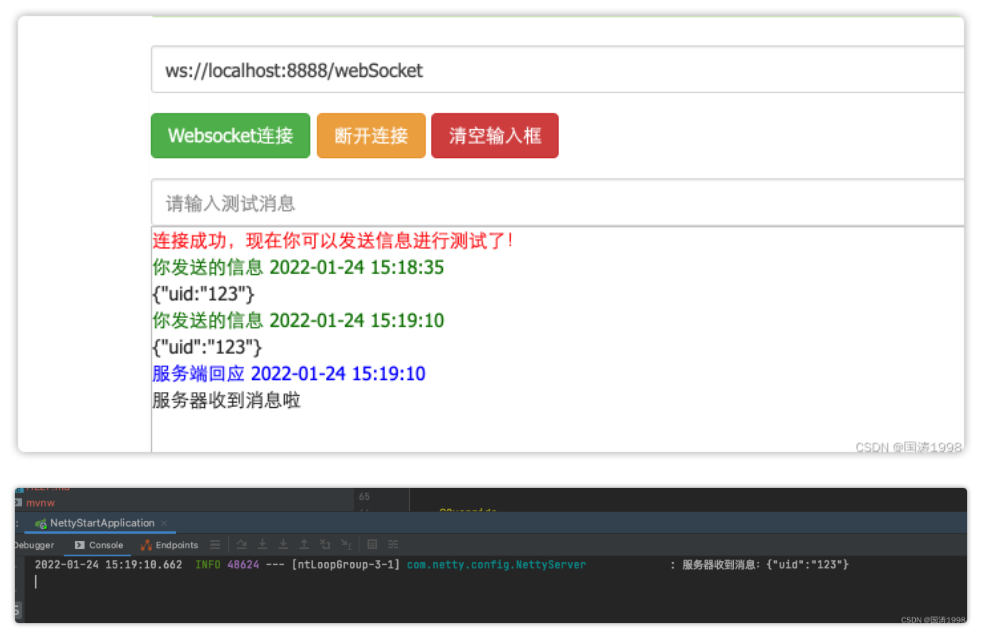 ws://localhost:8888/webSocket
Websocket连接 断开连接 清空输入框
请输入测试消息
连接成功，现在你可以发送信息进行测试了！
你发送的信息 2022-01-24 15:18:35
{"uid:"123"}
你发送的信息 2022-01-24 15:19:10
{"uid":"123"}
服务端回应 2022-01-24 15:19:10
服务器收到消息啦
CSDN @国涛1998
mvnw
65
NettyStartApplication ×
Debugger Console Endpoints
2022-01-24 15:19:10.662 INFO 48624 --- [ntLoopGroup-3-1] com.netty.config.NettyServer : 服务器收到消息：{"uid":"123"}
CSDN @国涛1998